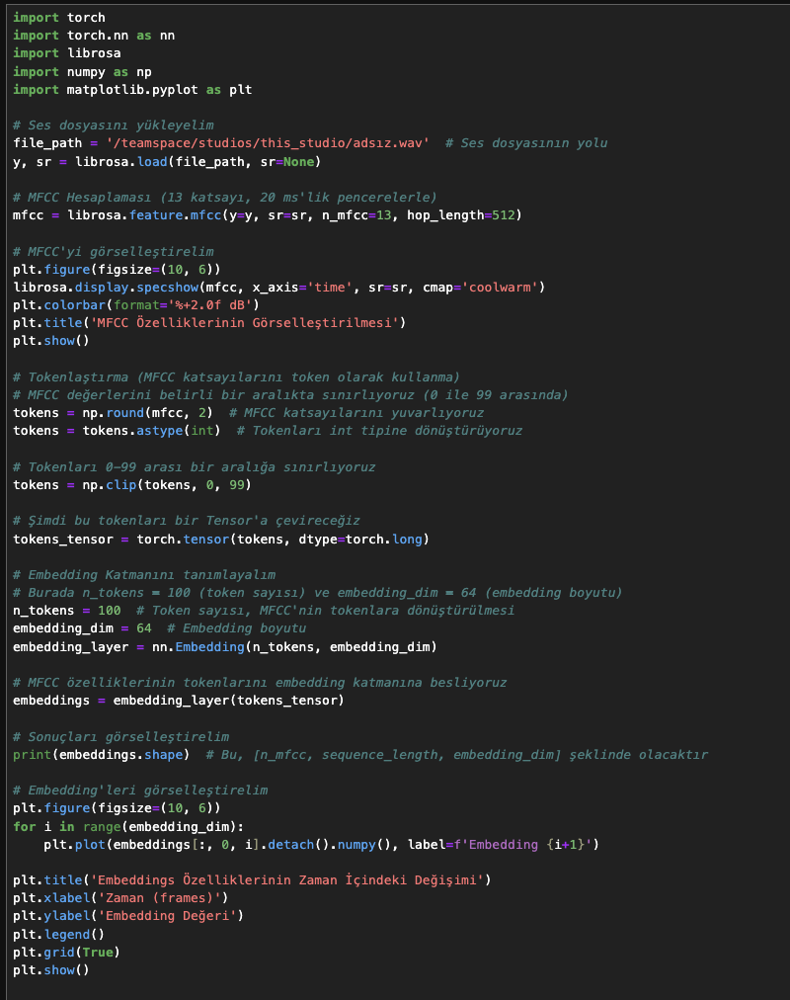 import torch
import torch.nn as nn
import librosa
import numpy as np
import matplotlib.pyplot as plt

# Ses dosyasını yükleyelim
file_path = '/teamspace/studios/this_studio/adsız.wav'  # Ses dosyasının yolu
y, sr = librosa.load(file_path, sr=None)

# MFCC Hesaplaması (13 katsayı, 20 ms'lik pencerelerle)
mfcc = librosa.feature.mfcc(y=y, sr=sr, n_mfcc=13, hop_length=512)

# MFCC'yi görselleştirelim
plt.figure(figsize=(10, 6))
librosa.display.specshow(mfcc, x_axis='time', sr=sr, cmap='coolwarm')
plt.colorbar(format='%+2.0f dB')
plt.title('MFCC Özelliklerinin Görselleştirilmesi')
plt.show()

# Tokenlaştırma (MFCC katsayılarını token olarak kullanma)
# MFCC değerlerini belirli bir aralıkta sınırlıyoruz (0 ile 99 arasında)
tokens = np.round(mfcc, 2)  # MFCC katsayılarını yuvarlıyoruz
tokens = tokens.astype(int)  # Tokenları int tipine dönüştürüyoruz

# Tokenları 0-99 arası bir aralığa sınırlıyoruz
tokens = np.clip(tokens, 0, 99)

# Şimdi bu tokenları bir Tensor'a çevireceğiz
tokens_tensor = torch.tensor(tokens, dtype=torch.long)

# Embedding Katmanını tanımlayalım
# Burada n_tokens = 100 (token sayısı) ve embedding_dim = 64 (embedding boyutu)
n_tokens = 100  # Token sayısı, MFCC'nin tokenlara dönüştürülmesi
embedding_dim = 64  # Embedding boyutu
embedding_layer = nn.Embedding(n_tokens, embedding_dim)

# MFCC özelliklerinin tokenlarını embedding katmanına besliyoruz
embeddings = embedding_layer(tokens_tensor)

# Sonuçları görselleştirelim
print(embeddings.shape)  # Bu, [n_mfcc, sequence_length, embedding_dim] şeklinde olacaktır

# Embedding'leri görselleştirelim
plt.figure(figsize=(10, 6))
for i in range(embedding_dim):
    plt.plot(embeddings[:, 0, i].detach().numpy(), label=f'Embedding {i+1}')

plt.title('Embeddings Özelliklerinin Zaman İçindeki Değişimi')
plt.xlabel('Zaman (frames)')
plt.ylabel('Embedding Değeri')
plt.legend()
plt.grid(True)
plt.show()